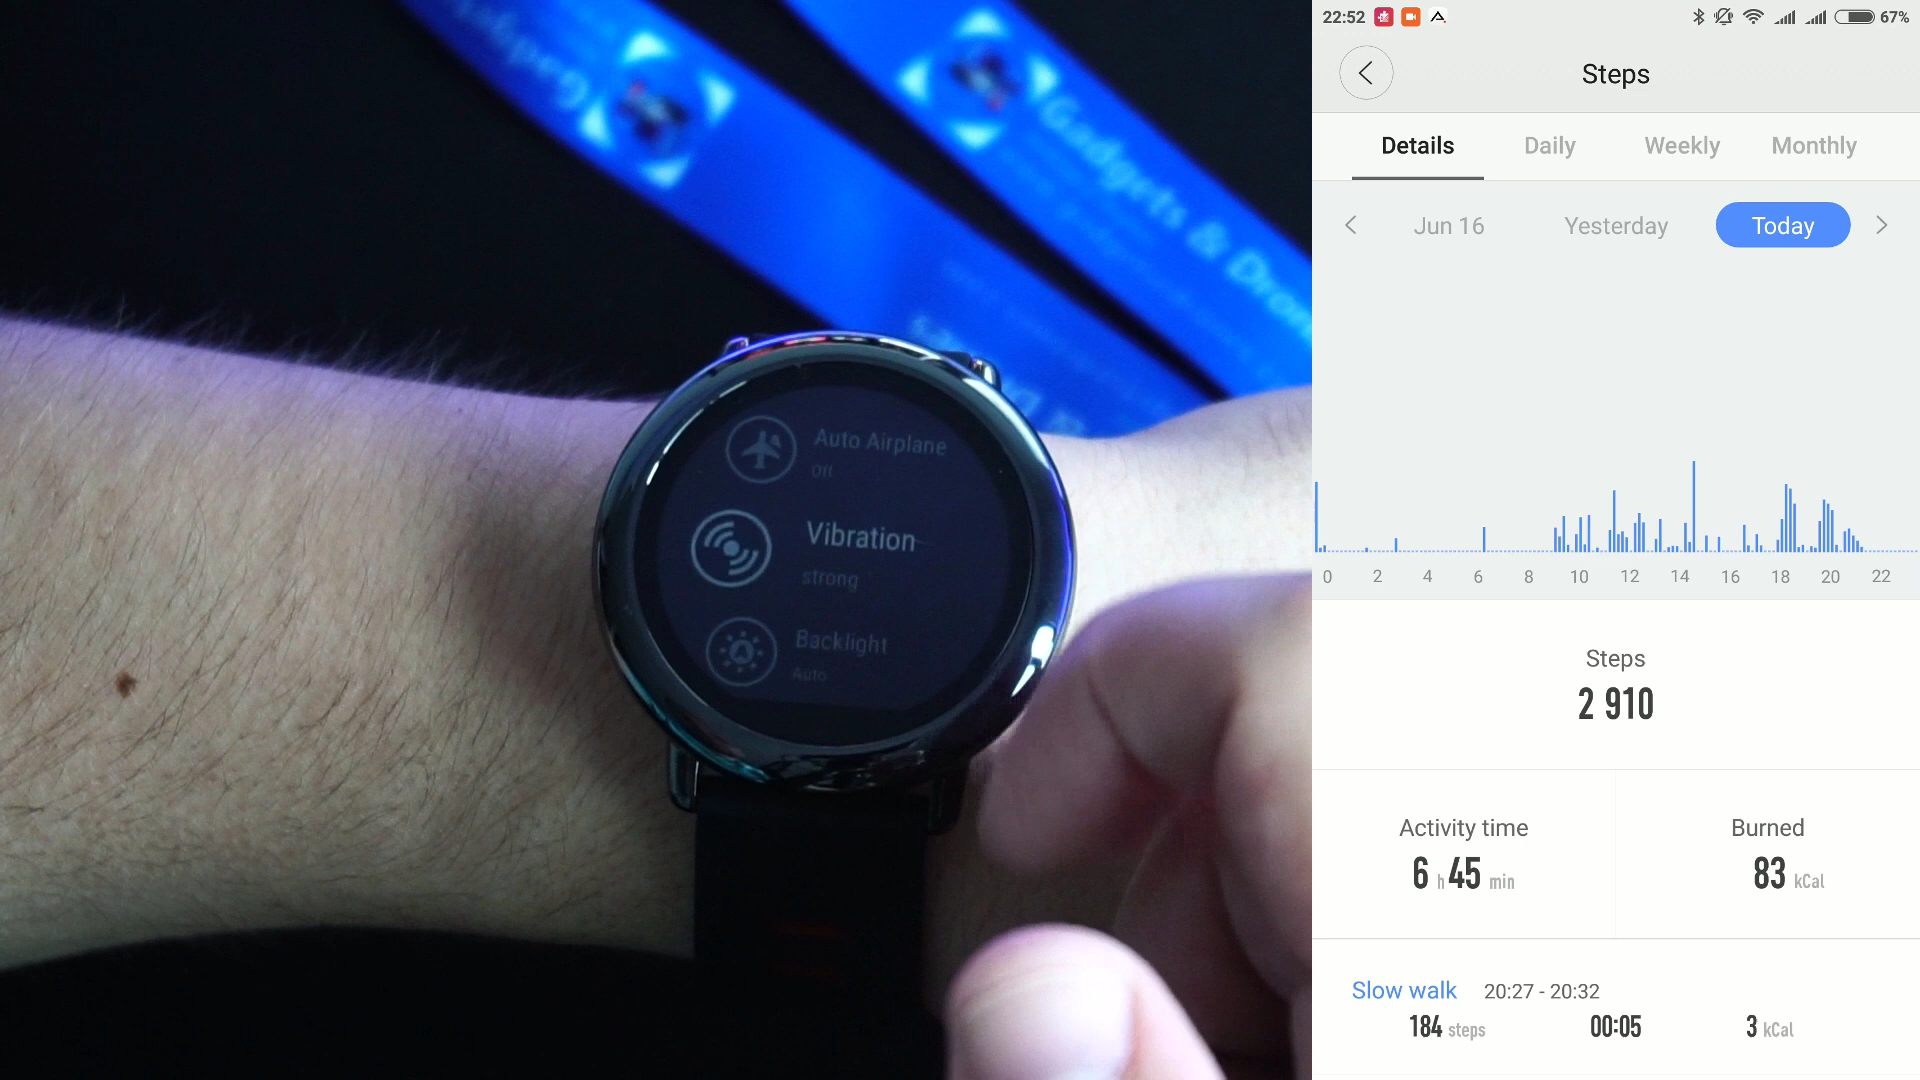 Gadgets & Dron
Auto Airplane
Off
Vibration
strong
Backlight
Auto
22:52
67%
Steps
Details Daily Weekly Monthly
Jun 16 Yesterday Today
0 2 4 6 8 10 12 14 16 18 20 22
Steps
2 910
Activity time Burned
6 h 45 min 83 kCal
Slow walk 20:27 - 20:32
184 steps 00:05 3 kCal